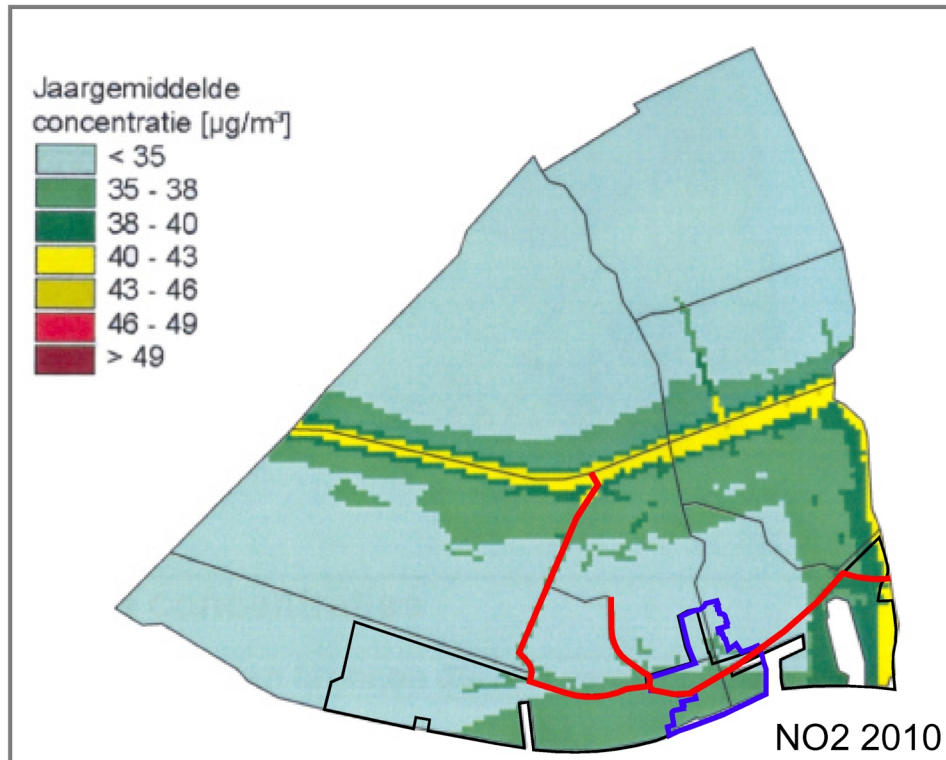 Jaargemiddelde
concentratie [µg/m³]
< 35
35 - 38
38 - 40
40 - 43
43 - 46
46 - 49
> 49
NO2 2010